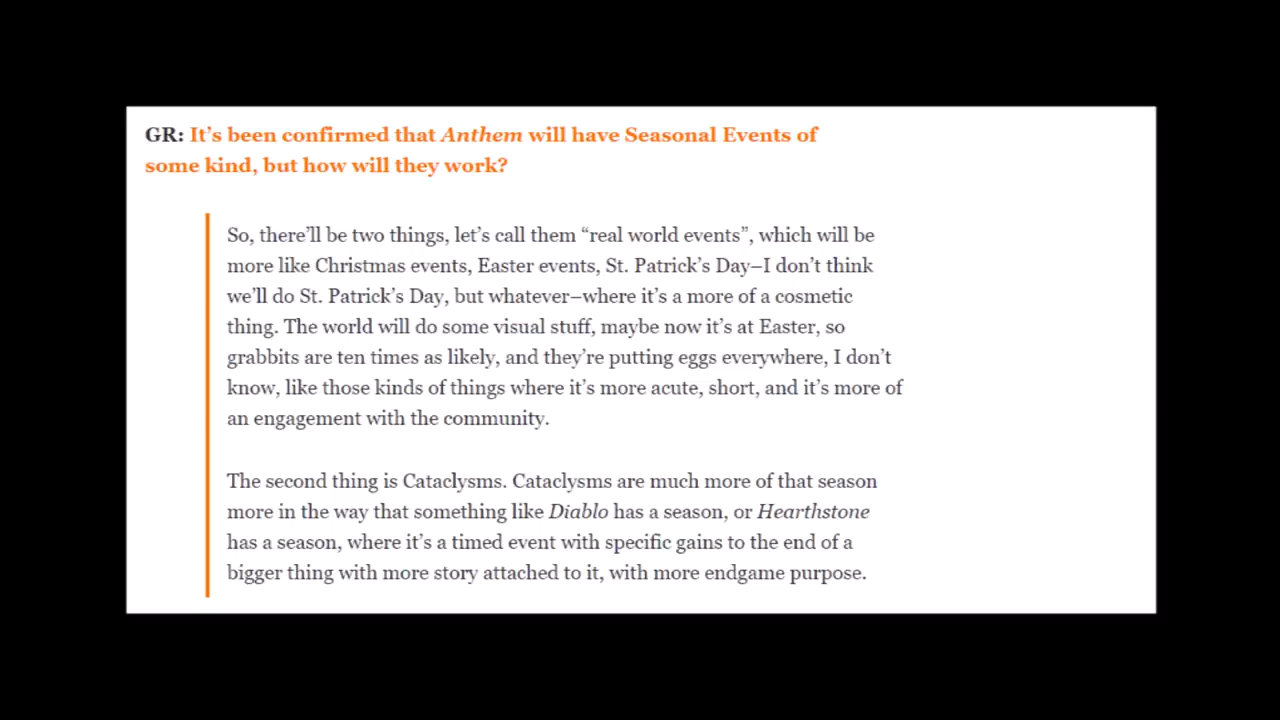 GR: It’s been confirmed that Anthem will have Seasonal Events of
some kind, but how will they work?
So, there’ll be two things, let’s call them “real world events”, which will be
more like Christmas events, Easter events, St. Patrick’s Day–I don’t think
we’ll do St. Patrick’s Day, but whatever–where it’s a more of a cosmetic
thing. The world will do some visual stuff, maybe now it’s at Easter, so
grabbits are ten times as likely, and they’re putting eggs everywhere, I don’t
know, like those kinds of things where it’s more acute, short, and it’s more of
an engagement with the community.
The second thing is Cataclysms. Cataclysms are much more of that season
more in the way that something like Diablo has a season, or Hearthstone
has a season, where it’s a timed event with specific gains to the end of a
bigger thing with more story attached to it, with more endgame purpose.